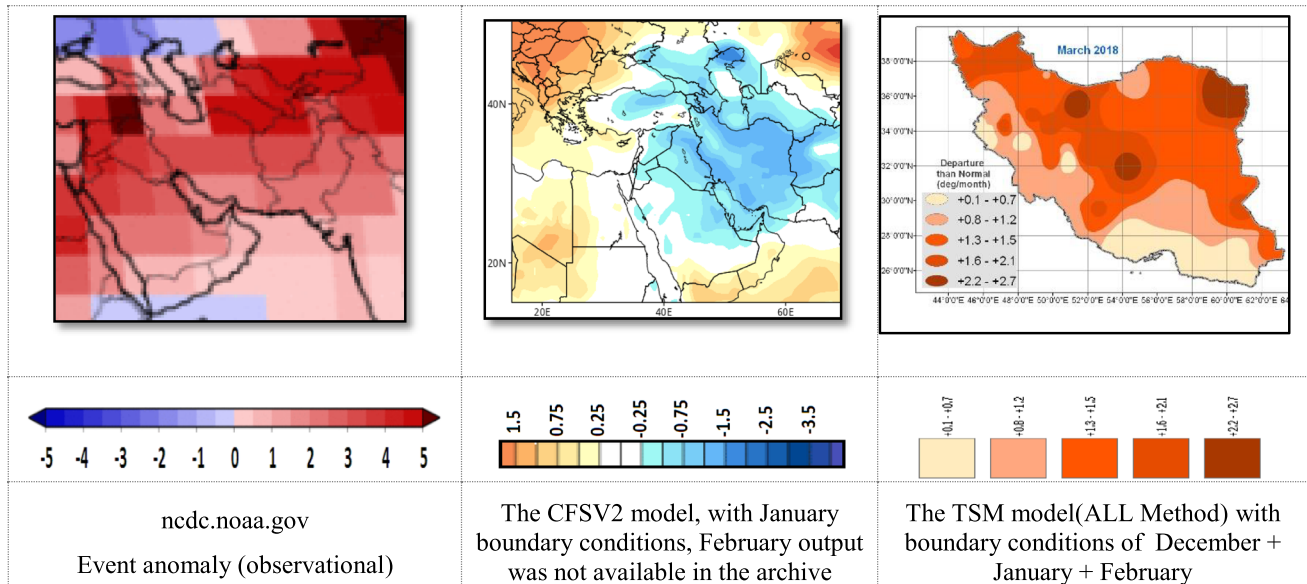 40N
20N
20E
40E
60E
March 2018
38°0'0"N
36°0'0"N
34°0'0"N
32°0'0"N
30°0'0"N
28°0'0"N
26°0'0"N
Departure
than Normal
(deg/month)
+0.1 - +0.7
+0.8 - +1.2
+1.3 - +1.5
+1.6 - +2.1
+2.2 - +2.7
44°0'0"E 46°0'0"E 48°0'0"E 50°0'0"E 52°0'0"E 54°0'0"E 56°0'0"E 58°0'0"E 60°0'0"E 62°0'0"E 64
-5 -4 -3 -2 -1 0 1 2 3 4 5
1.5 0.75 0.25 -0.25 -0.75 -1.5 -2.5 -3.5
+0.1 - +0.7
+0.8 - +1.2
+1.3 - +1.5
+1.6 - +2.1
+2.2 - +2.7
ncdc.noaa.gov
Event anomaly (observational)
The CFSV2 model, with January
boundary conditions, February output
was not available in the archive
The TSM model(ALL Method) with
boundary conditions of December +
January + February